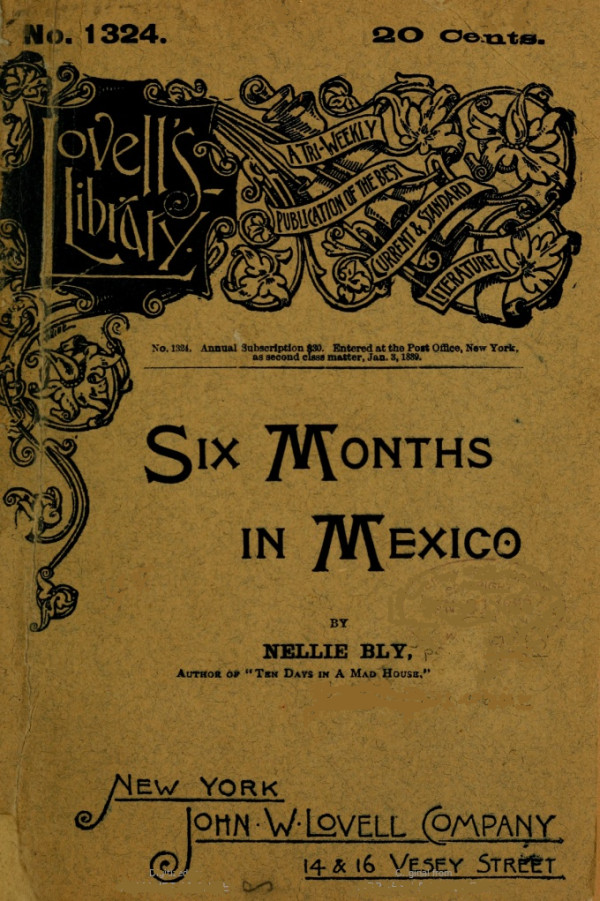 No. 1324.
20 Cents.
Lovell's
Library.
A TRI-WEEKLY
PUBLICATION OF THE BEST
CURRENT & STANDARD
LITERATURE
No. 1324. Annual Subscription $30. Entered at the Post Office, New York,
as second class matter, Jan. 3, 1889.
SIX MONTHS
IN MEXICO
BY
NELLIE BLY,
AUTHOR OF "TEN DAYS IN A MAD HOUSE."
NEW YORK
JOHN · W · LOVELL COMPANY
14 & 16 VESEY STREET
Original from